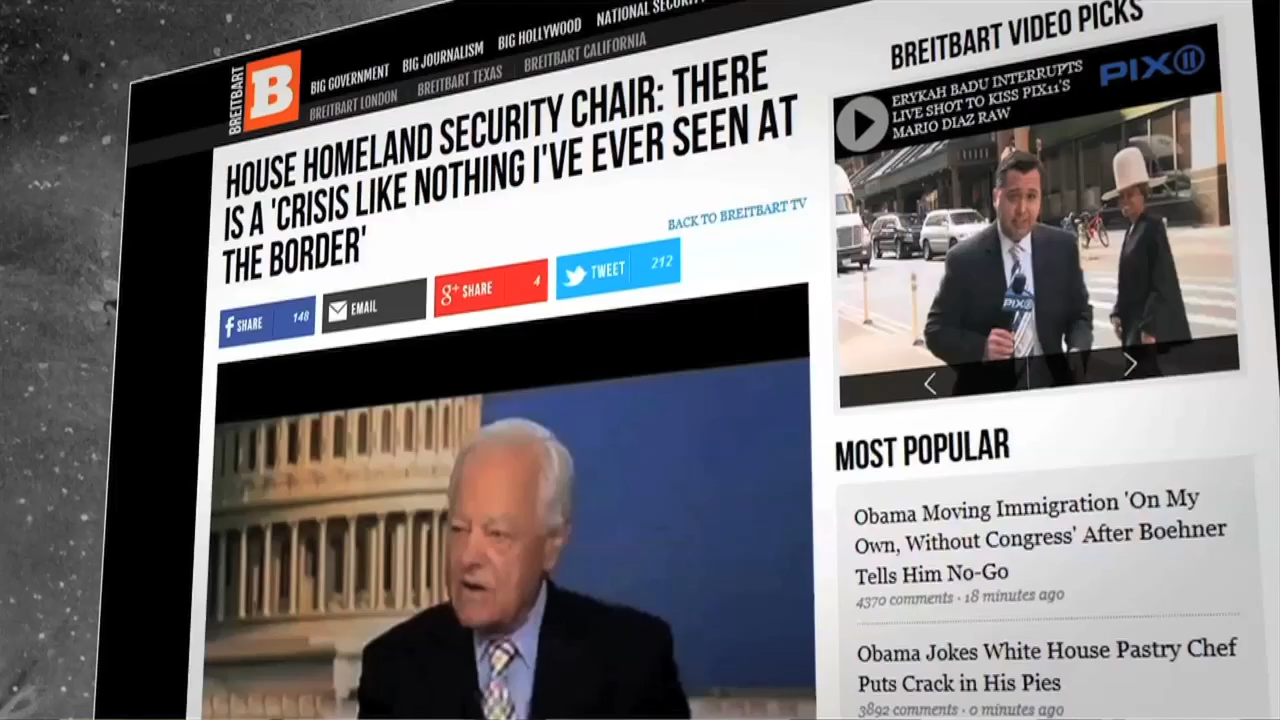 BREITBART
B
BIG GOVERNMENT BIG JOURNALISM BIG HOLLYWOOD NATIONAL SECURITY
BREITBART LONDON BREITBART TEXAS BREITBART CALIFORNIA
HOUSE HOMELAND SECURITY CHAIR: THERE
IS A 'CRISIS LIKE NOTHING I'VE EVER SEEN AT
THE BORDER'
BACK TO BREITBART TV
f SHARE 148
EMAIL
g+ SHARE 4
TWEET 212
BREITBART VIDEO PICKS
ERYKAH BADU INTERRUPTS
LIVE SHOT TO KISS PIX11'S
MARIO DIAZ RAW
PIX11
PIX11
MOST POPULAR
Obama Moving Immigration 'On My
Own, Without Congress' After Boehner
Tells Him No-Go
4370 comments · 18 minutes ago
Obama Jokes White House Pastry Chef
Puts Crack in His Pies
3892 comments · 0 minutes ago